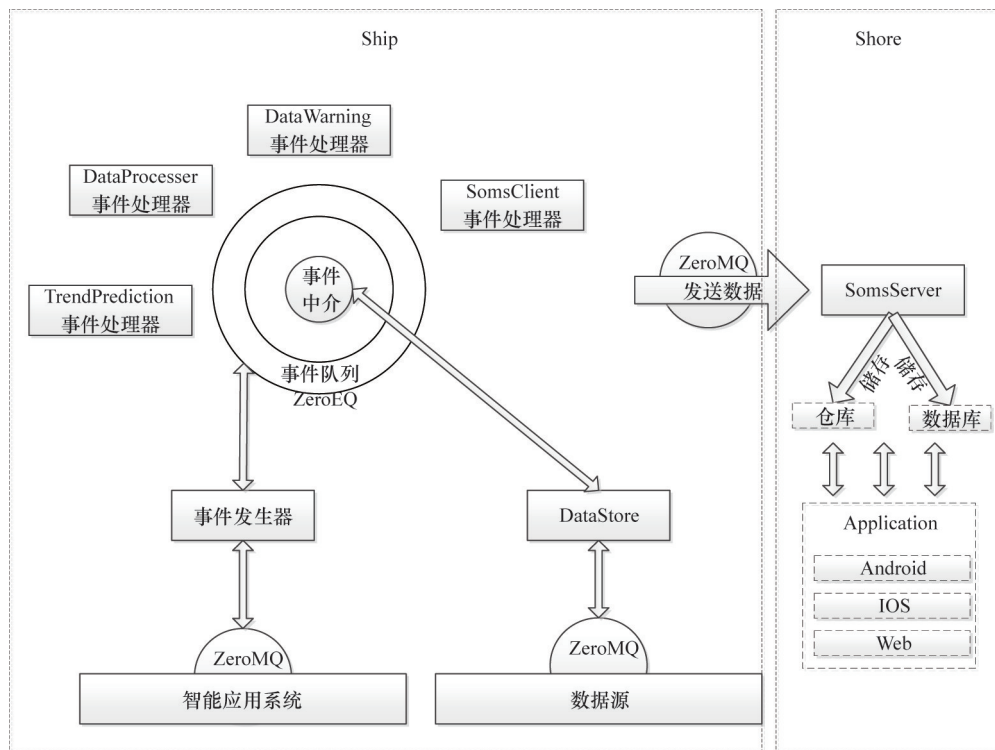 Ship
Shore
DataWarning
事件处理器
DataProcesser
事件处理器
SomsClient
事件处理器
TrendPrediction
事件处理器
事件
中介
事件队列
ZeroEQ
ZeroMQ
发送数据
SomsServer
储存
储存
仓库
数据库
事件发生器
DataStore
Application
Android
IOS
Web
ZeroMQ
智能应用系统
ZeroMQ
数据源